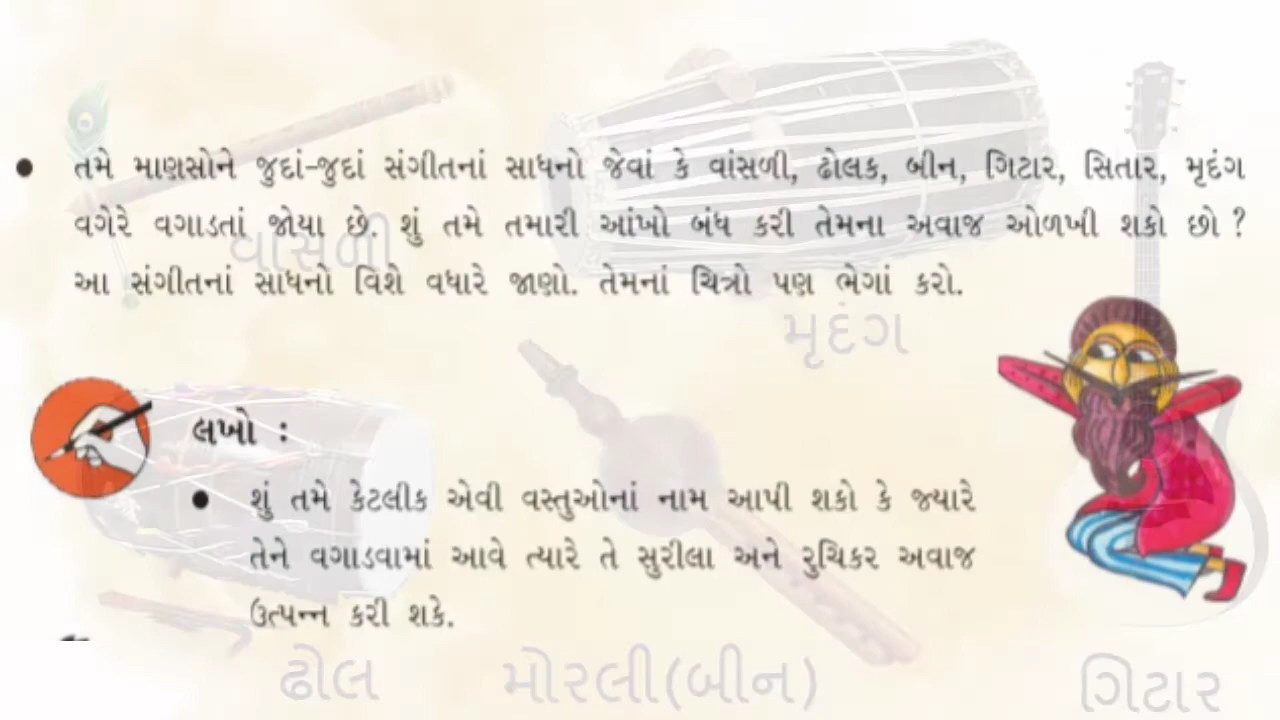 તમે માણસોને જુદાં-જુદાં સંગીતનાં સાધનો જેવાં કે વાંસળી, ઢોલક, બીન, ગિટાર, સિતાર, મૃદંગ
વગેરે વગાડતાં જોયા છે. શું તમે તમારી આંખો બંધ કરી તેમના અવાજ ઓળખી શકો છો ?
વાંસળી
આ સંગીતનાં સાધનો વિશે વધારે જાણો. તેમનાં ચિત્રો પણ ભેગાં કરો.
મૃદંગ
લખો :
શું તમે કેટલીક એવી વસ્તુઓનાં નામ આપી શકો કે જ્યારે
તેને વગાડવામાં આવે ત્યારે તે સુરીલા અને રુચિકર અવાજ
ઉત્પન્ન કરી શકે.
ઢોલ
મોરલી(બીન)
ગિટાર